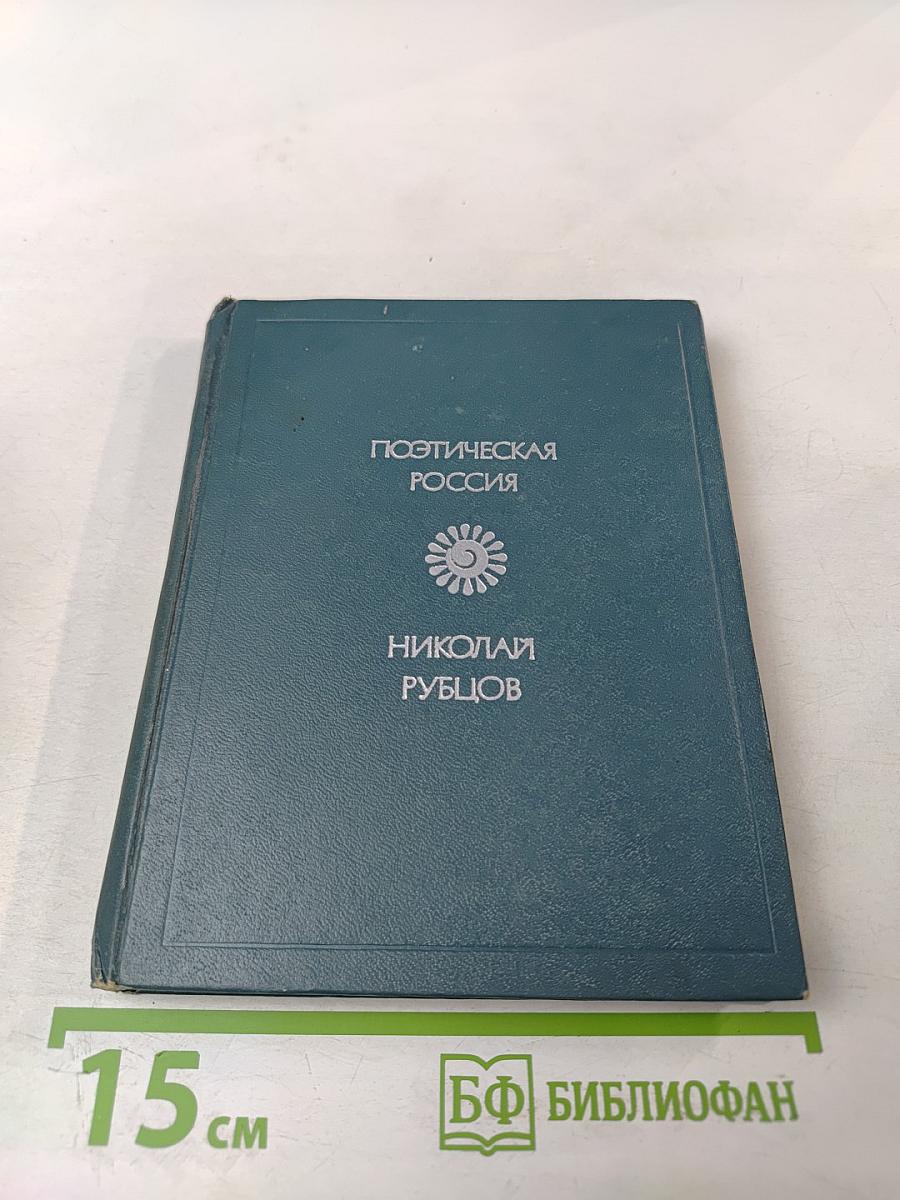 ПОЭТИЧЕСКАЯ
РОССИЯ
НИКОЛАЙ
РУБЦОВ
15 см
БФ БИБЛИОФАН